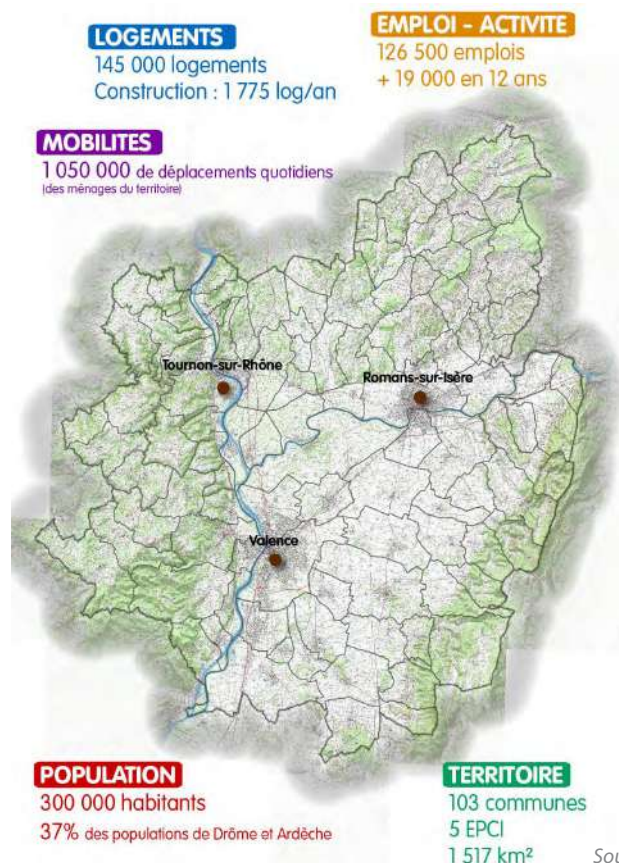 LOGEMENTS
145 000 logements
Construction : 1 775 log/an
EMPLOI - ACTIVITE
126 500 emplois
+ 19 000 en 12 ans
MOBILITES
1 050 000 de déplacements quotidiens
(des ménages du territoire)
Tournon-sur-Rhône
Romans-sur-Isère
Valence
POPULATION
300 000 habitants
37% des populations de Drôme et Ardèche
TERRITOIRE
103 communes
5 EPCI
1 517 km²